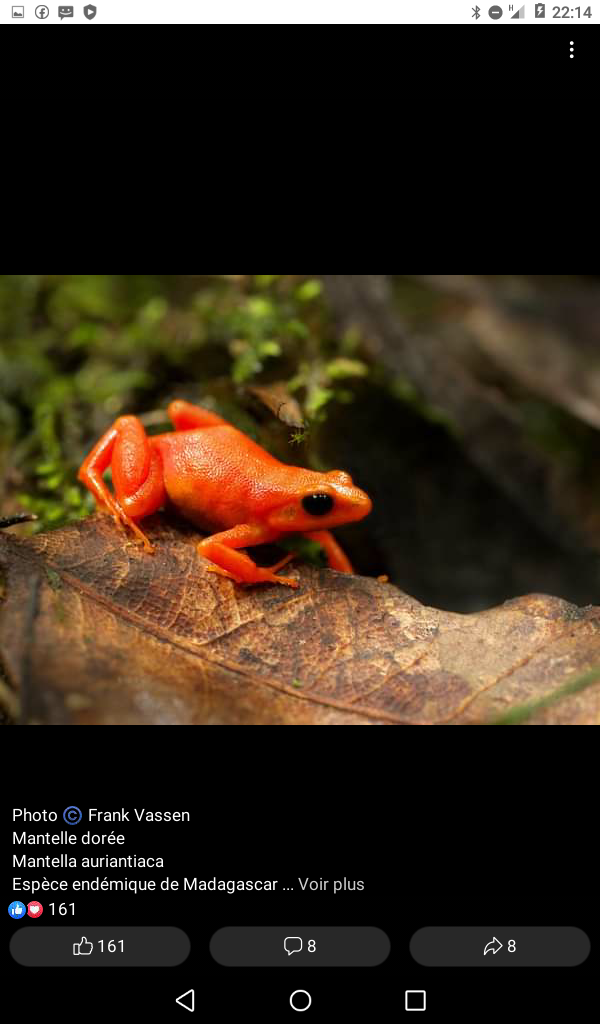 H
22:14
Photo © Frank Vassen
Mantelle dorée
Mantella auriantiaca
Espèce endémique de Madagascar ... Voir plus
161
161
8
8